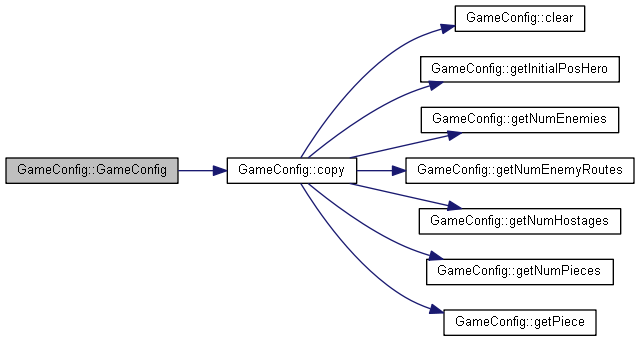 GameConfig::GameConfig
GameConfig::copy
GameConfig::clear
GameConfig::getInitialPosHero
GameConfig::getNumEnemies
GameConfig::getNumEnemyRoutes
GameConfig::getNumHostages
GameConfig::getNumPieces
GameConfig::getPiece